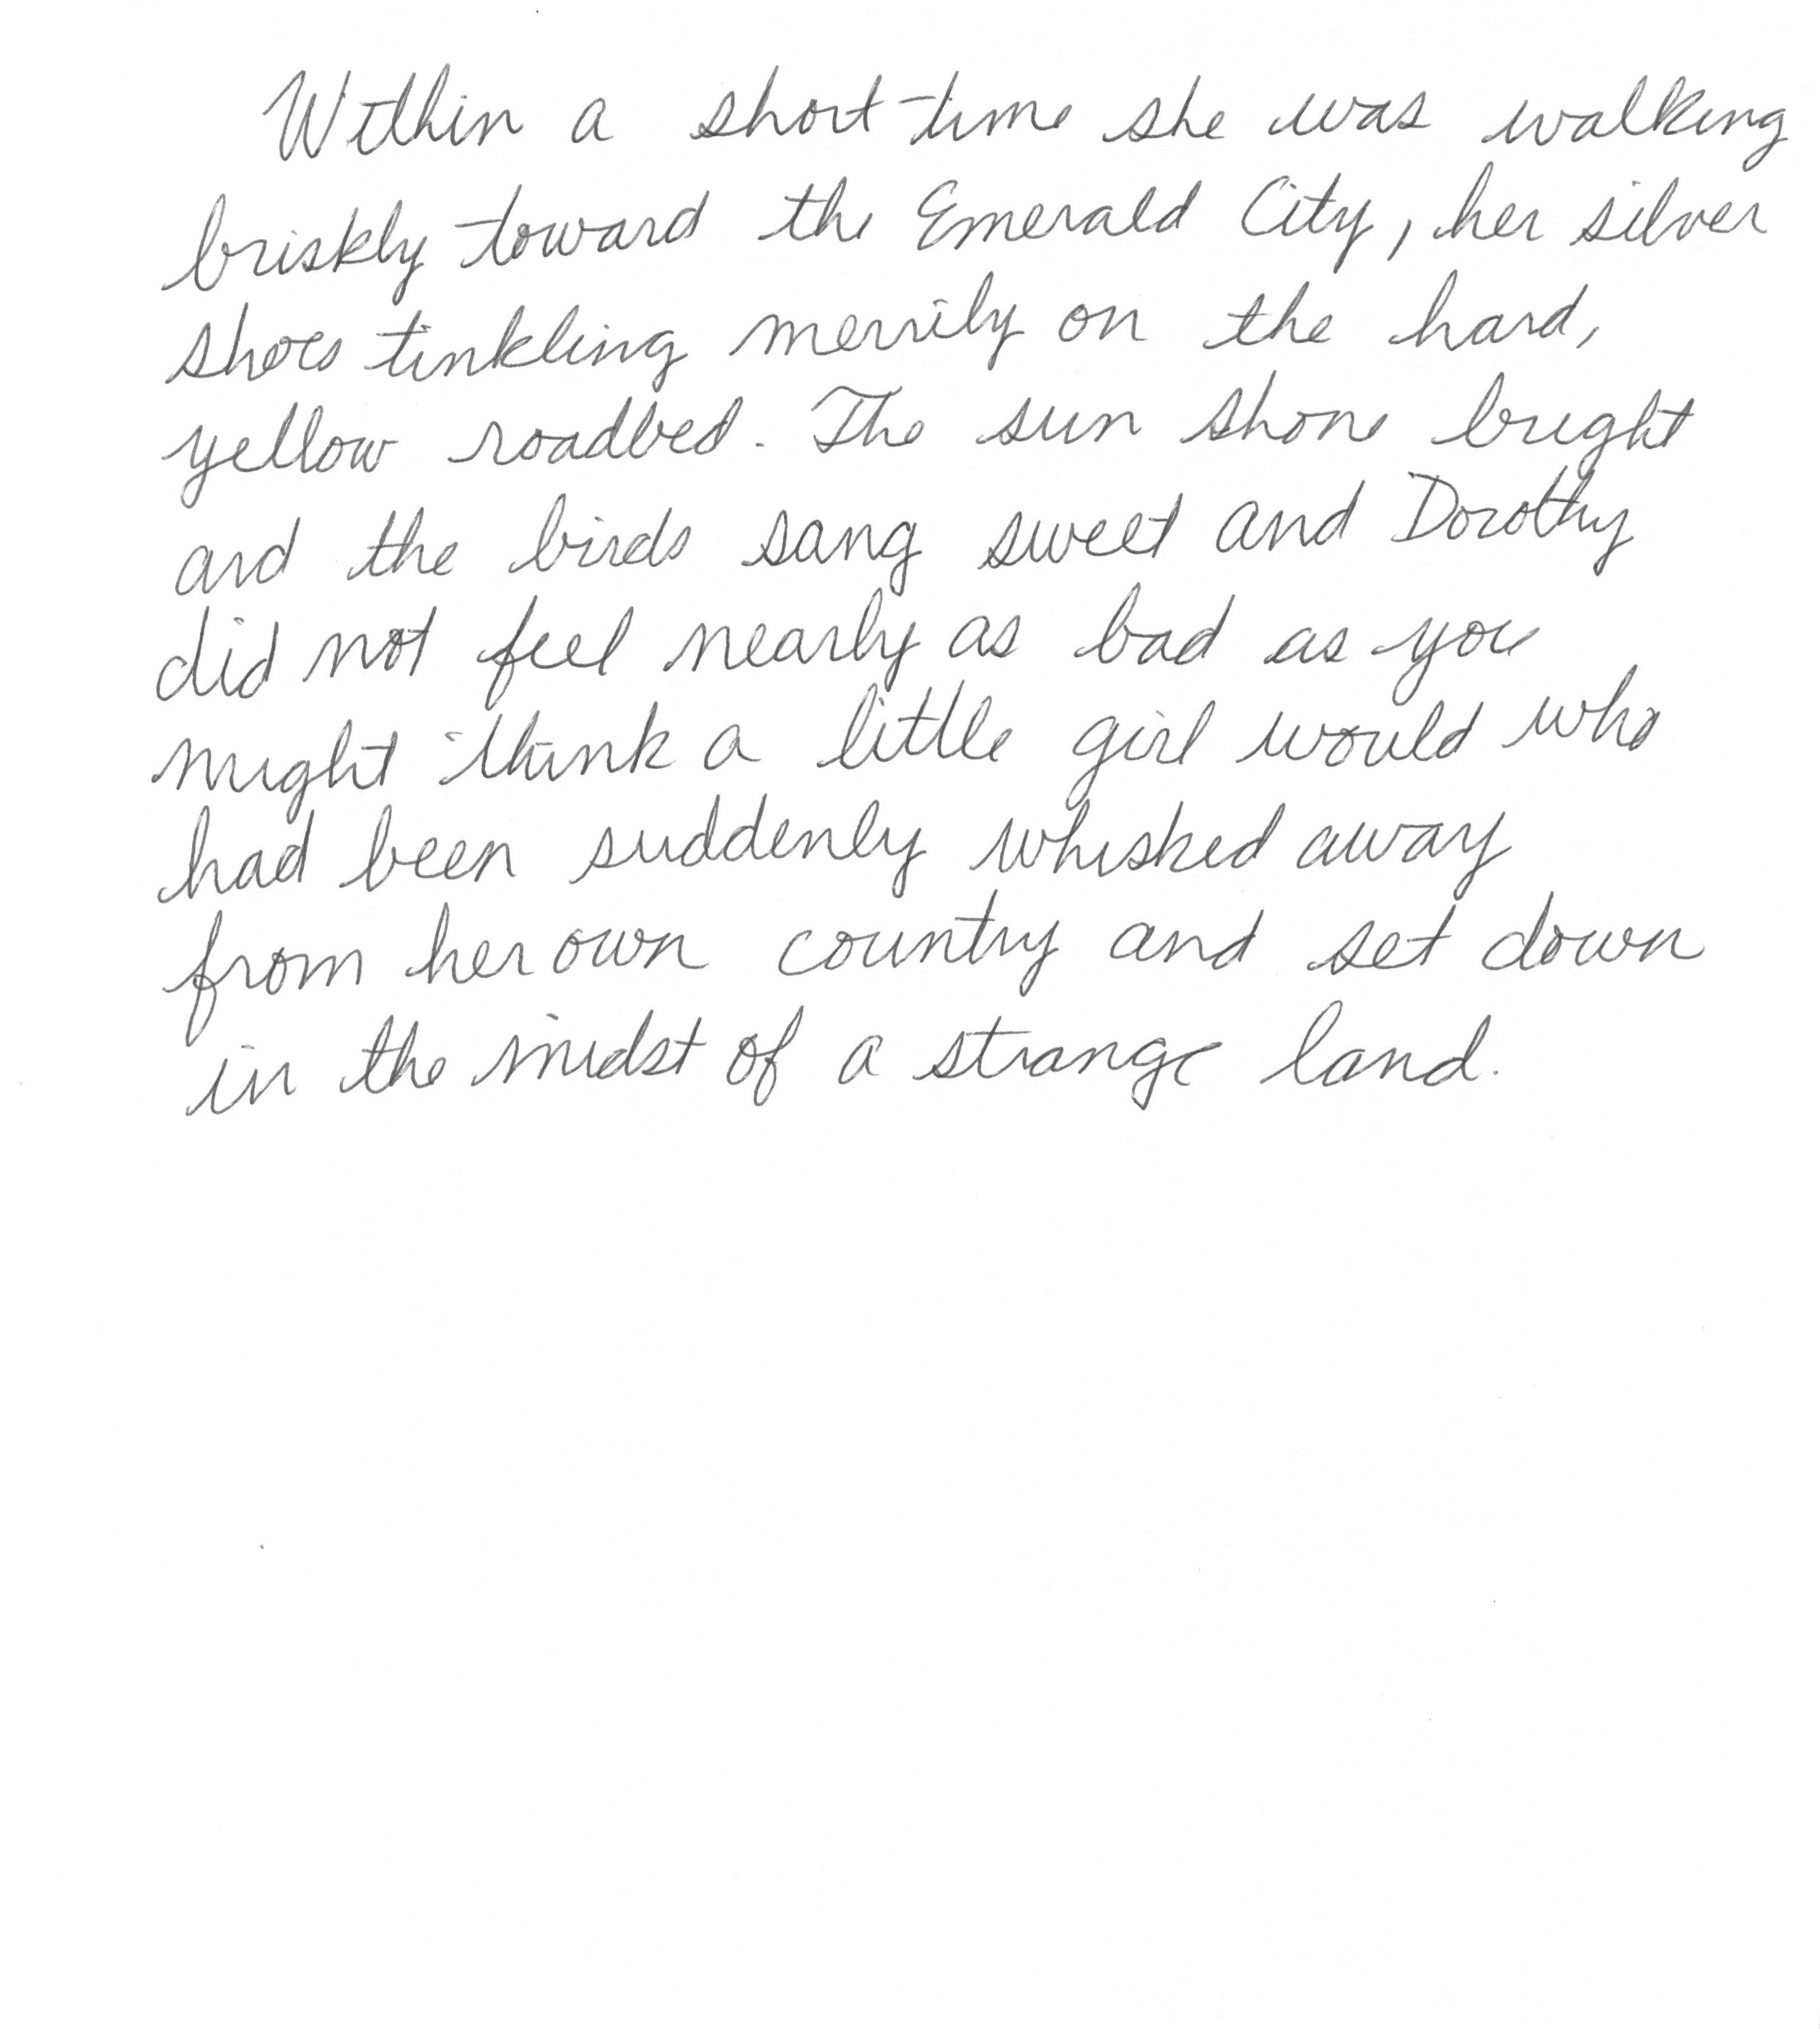 Within a short time she was walking
briskly toward the Emerald City, her silver
shoes tinkling merrily on the hard,
yellow roadbed. The sun shone bright
and the birds sang sweet and Dorothy
did not feel nearly as bad as you
might think a little girl would who
had been suddenly whisked away
from her own country and set down
in the midst of a strange land.